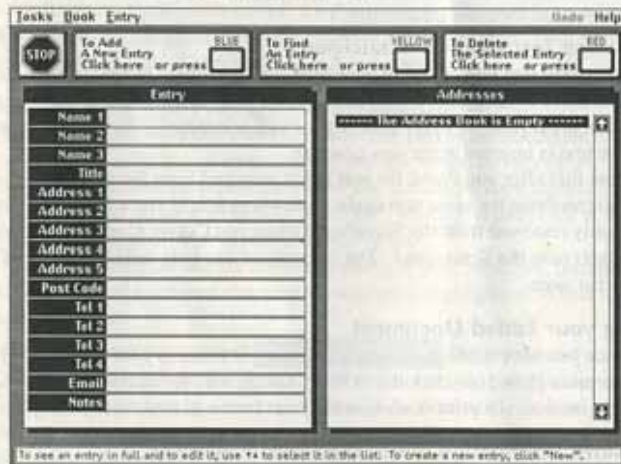 Tasks Book Entry Undo Help
STOP
To Add BLUE
A New Entry
Click here or press
To Find YELLOW
An Entry
Click here or press
To Delete RED
The Selected Entry
Click here or press
Entry
Name 1
Name 2
Name 3
Title
Address 1
Address 2
Address 3
Address 4
Address 5
Post Code
Tel 1
Tel 2
Tel 3
Tel 4
Email
Notes
Addresses
------ The Address Book is Empty ------
To see an entry in full and to edit it, use ↑↓ to select it in the list. To create a new entry, click "New".